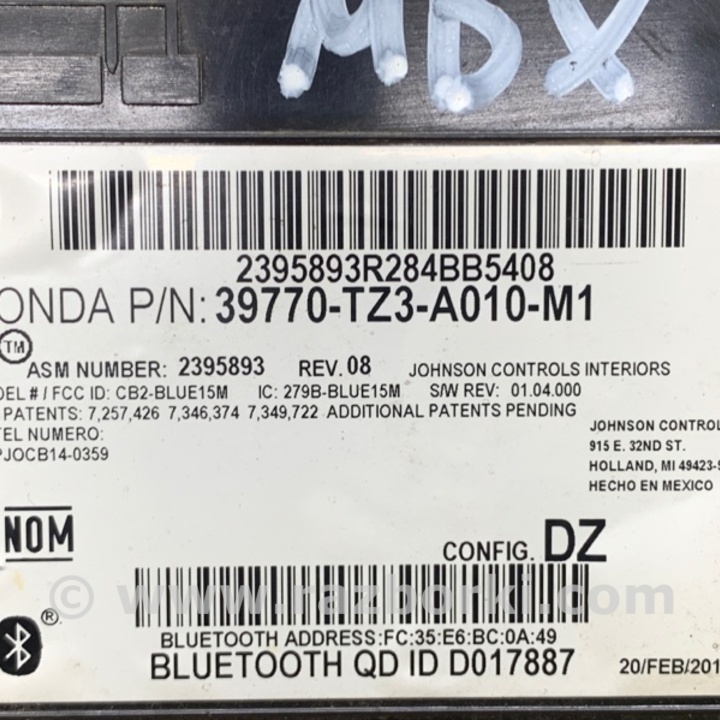 MDX
2395893R284BB5408
ONDA P/N: 39770-TZ3-A010-M1
TM
ASM NUMBER: 2395893 REV. 08 JOHNSON CONTROLS INTERIORS
DEL # / FCC ID: CB2-BLUE15M IC: 279B-BLUE15M S/W REV: 01.04.000
PATENTS: 7,257,426 7,346,374 7,349,722 ADDITIONAL PATENTS PENDING
TEL NUMERO:
PJOCB14-0359
JOHNSON CONTROL
915 E. 32ND ST.
HOLLAND, MI 49423-9
HECHO EN MEXICO
NOM
CONFIG. DZ
© www.razborki.com
®
BLUETOOTH ADDRESS:FC:35:E6:BC:0A:49
BLUETOOTH QD ID D017887
20/FEB/201